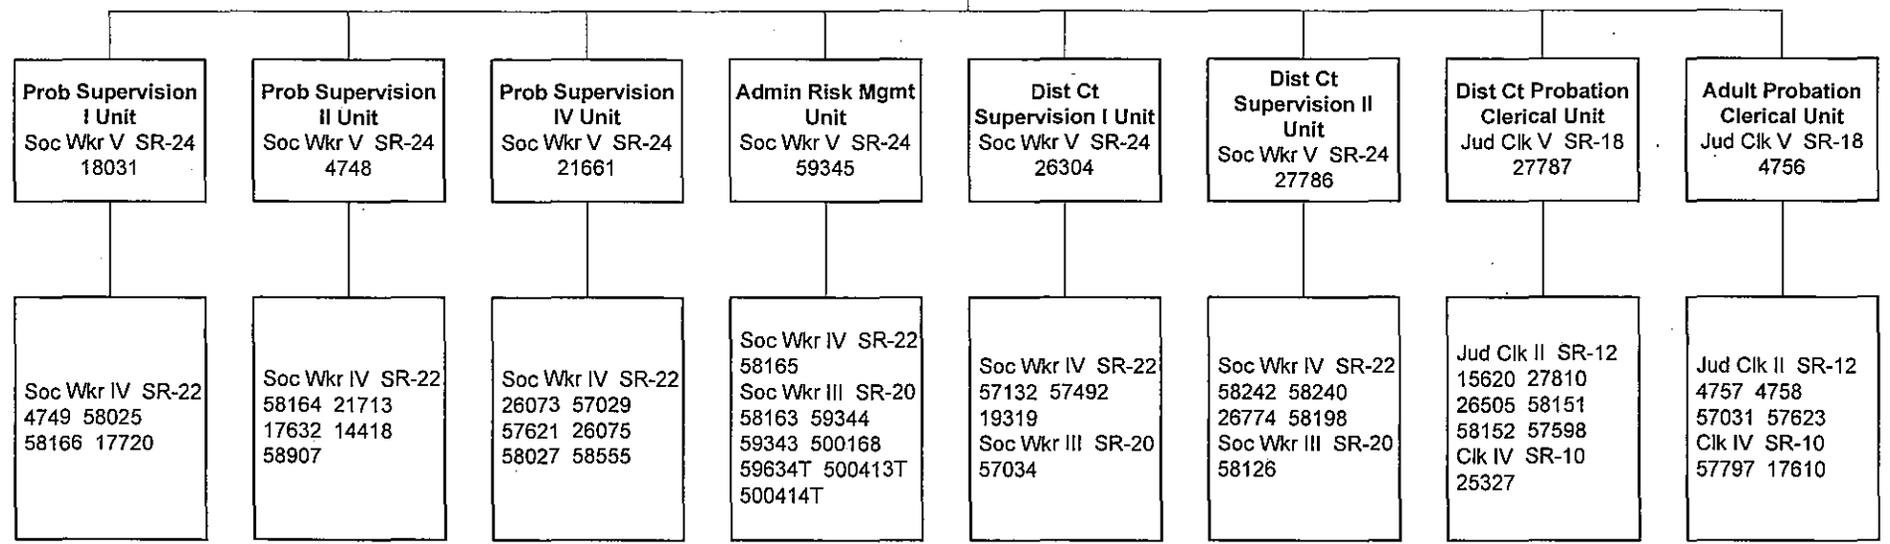 Prob Supervision
I Unit
Soc Wkr V SR-24
18031
Prob Supervision
II Unit
Soc Wkr V SR-24
4748
Prob Supervision
IV Unit
Soc Wkr V SR-24
21661
Admin Risk Mgmt
Unit
Soc Wkr V SR-24
59345
Dist Ct
Supervision I Unit
Soc Wkr V SR-24
26304
Dist Ct
Supervision II
Unit
Soc Wkr V SR-24
27786
Dist Ct Probation
Clerical Unit
Jud Clk V SR-18
27787
Adult Probation
Clerical Unit
Jud Clk V SR-18
4756
Soc Wkr IV SR-22
4749 58025
58166 17720
Soc Wkr IV SR-22
58164 21713
17632 14418
58907
Soc Wkr IV SR-22
26073 57029
57621 26075
58027 58555
Soc Wkr IV SR-22
58165
Soc Wkr III SR-20
58163 59344
59343 500168
59634T 500413T
500414T
Soc Wkr IV SR-22
57132 57492
19319
Soc Wkr III SR-20
57034
Soc Wkr IV SR-22
58242 58240
26774 58198
Soc Wkr III SR-20
58126
Jud Clk II SR-12
15620 27810
26505 58151
58152 57598
Clk IV SR-10
25327
Jud Clk II SR-12
4757 4758
57031 57623
Clk IV SR-10
57797 17610